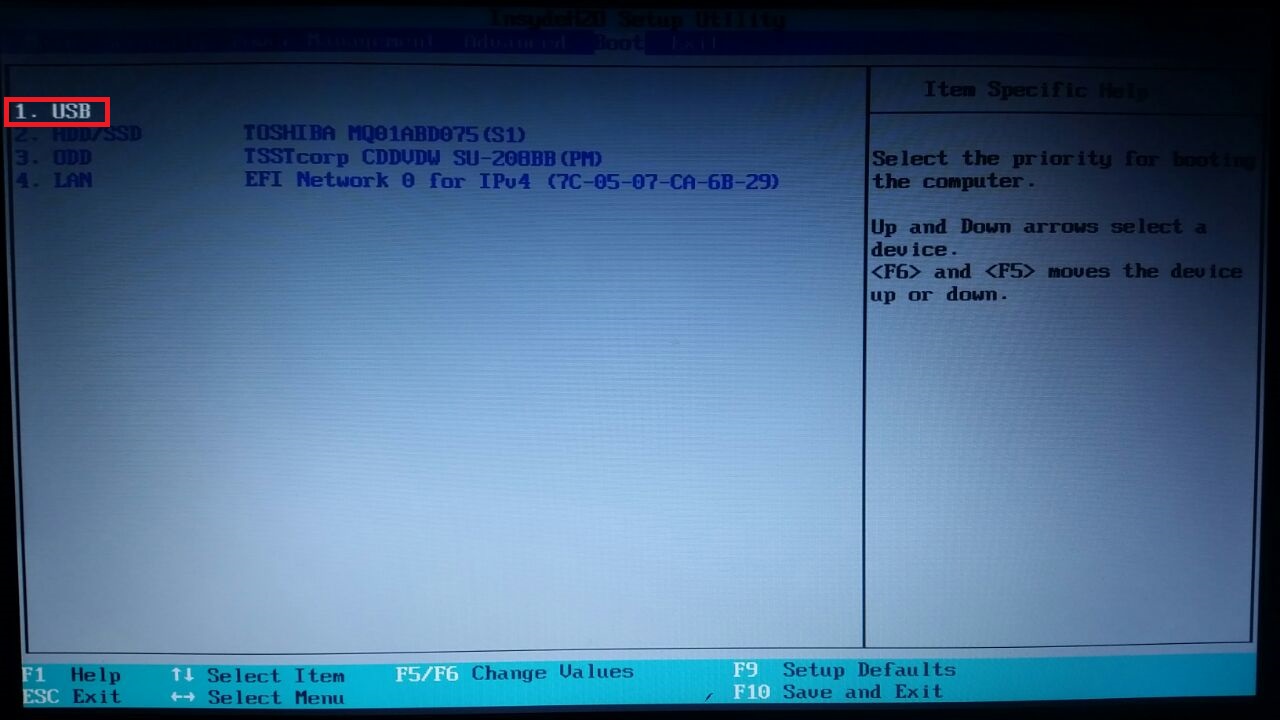 InsydeH20 Setup Utility
Power Management Advanced Boot Exit
1. USB
2. HDD/SSD TOSHIBA MQ01ABD075(S1)
3. ODD TSSTcorp CDDVDW SU-208BB(PM)
4. LAN EFI Network 0 for IPv4 (7C-05-07-CA-6B-29)
Item Specific Help
Select the priority for booting
the computer.
Up and Down arrows select a
device.
<F6> and <F5> moves the device
up or down.
F1 Help ↑↓ Select Item F5/F6 Change Values F9 Setup Defaults
ESC Exit ←→ Select Menu F10 Save and Exit